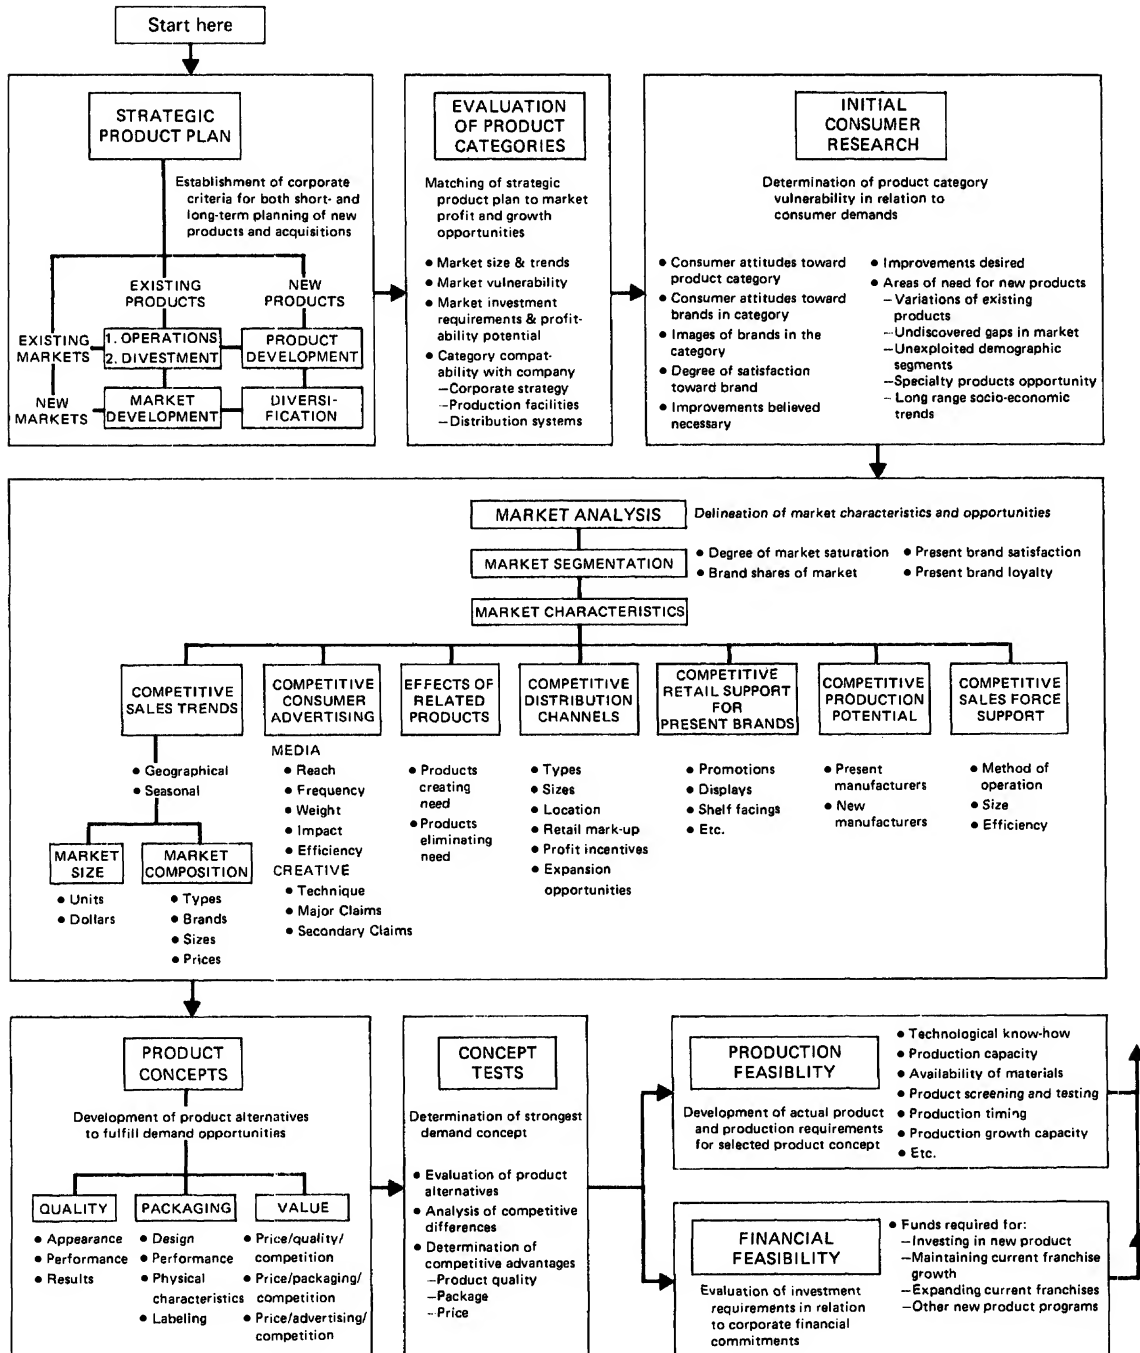 Start here
STRATEGIC
PRODUCT PLAN
Establishment of corporate
criteria for both short- and
long-term planning of new
products and acquisitions
EXISTING
PRODUCTS
NEW
PRODUCTS
EXISTING
MARKETS
1. OPERATIONS
2. DIVESTMENT
PRODUCT
DEVELOPMENT
NEW MARKETS
MARKET
DEVELOPMENT
DIVERSI-
FICATION
EVALUATION
OF PRODUCT
CATEGORIES
Matching of strategic
product plan to market
profit and growth
opportunities
● Market size & trends
● Market vulnerability
● Market investment
requirements & profit-
ability potential
● Category compat-
ability with company
–Corporate strategy
–Production facilities
–Distribution systems
INITIAL
CONSUMER
RESEARCH
Determination of product category
vulnerability in relation to
consumer demands
● Consumer attitudes toward
product category
● Consumer attitudes toward
brands in category
● Images of brands in the
category
● Degree of satisfaction
toward brand
● Improvements believed
necessary
● Improvements desired
● Areas of need for new products
–Variations of existing
products
–Undiscovered gaps in market
–Unexploited demographic
segments
–Specialty products opportunity
–Long range socio-economic
trends
MARKET ANALYSIS
Delineation of market characteristics and opportunities
MARKET SEGMENTATION
● Degree of market saturation
● Brand shares of market
● Present brand satisfaction
● Present brand loyalty
MARKET CHARACTERISTICS
COMPETITIVE
SALES TRENDS
● Geographical
● Seasonal
MARKET
SIZE
● Units
● Dollars
MARKET
COMPOSITION
● Types
● Brands
● Sizes
● Prices
COMPETITIVE
CONSUMER
ADVERTISING
MEDIA
● Reach
● Frequency
● Weight
● Impact
● Efficiency
CREATIVE
● Technique
● Major Claims
● Secondary Claims
EFFECTS OF
RELATED
PRODUCTS
● Products
creating
need
● Products
eliminating
need
COMPETITIVE
DISTRIBUTION
CHANNELS
● Types
● Sizes
● Location
● Retail mark-up
● Profit incentives
● Expansion
opportunities
COMPETITIVE
RETAIL SUPPORT
FOR
PRESENT BRANDS
● Promotions
● Displays
● Shelf facings
● Etc.
COMPETITIVE
PRODUCTION
POTENTIAL
● Present
manufacturers
● New
manufacturers
COMPETITIVE
SALES FORCE
SUPPORT
● Method of
operation
● Size
● Efficiency
PRODUCT
CONCEPTS
Development of product alternatives
to fulfill demand opportunities
QUALITY
● Appearance
● Performance
● Results
PACKAGING
● Design
● Performance
● Physical
characteristics
● Labeling
VALUE
● Price/quality/
competition
● Price/packaging/
competition
● Price/advertising/
competition
CONCEPT
TESTS
Determination of strongest
demand concept
● Evaluation of product
alternatives
● Analysis of competitive
differences
● Determination of
competitive advantages
–Product quality
–Package
–Price
PRODUCTION
FEASIBLITY
Development of actual product
and production requirements
for selected product concept
● Technological know-how
● Production capacity
● Availability of materials
● Product screening and testing
● Production timing
● Production growth capacity
● Etc.
FINANCIAL
FEASIBILITY
Evaluation of investment
requirements in relation
to corporate financial
commitments
● Funds required for:
–Investing in new product
–Maintaining current franchise
growth
–Expanding current franchises
–Other new product programs